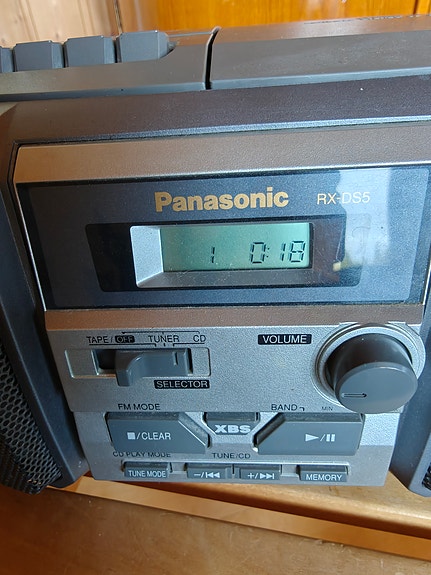 Panasonic RX-DS5
1 0:18
TAPE/OFF TUNER CD
VOLUME
SELECTOR
FM MODE BAND MIN
■/CLEAR XBS ▶/▮▮
CD PLAY MODE TUNE/CD
TUNE MODE −/⏮ +/⏭ MEMORY